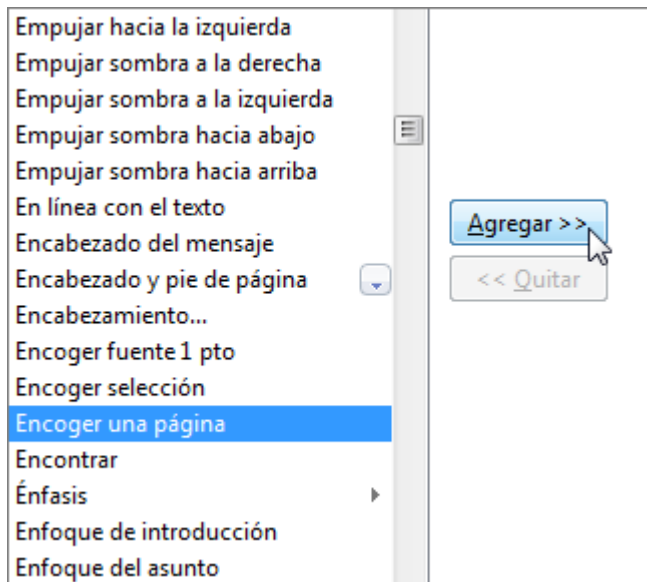 Empujar hacia la izquierda
Empujar sombra a la derecha
Empujar sombra a la izquierda
Empujar sombra hacia abajo
Empujar sombra hacia arriba
En línea con el texto
Encabezado del mensaje
Encabezado y pie de página
Encabezamiento...
Encoger fuente 1 pto
Encoger selección
Encoger una página
Encontrar
Énfasis
Enfoque de introducción
Enfoque del asunto
Agregar >>
<< Quitar